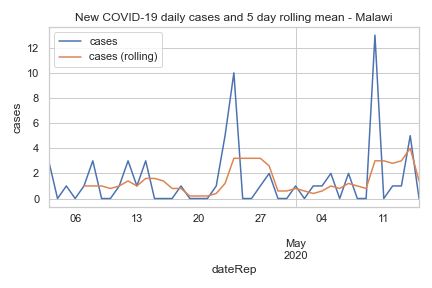 New COVID-19 daily cases and 5 day rolling mean - Malawi
cases
cases (rolling)
cases
12
10
8
6
4
2
0
06
13
20
27
04
11
May
2020
dateRep